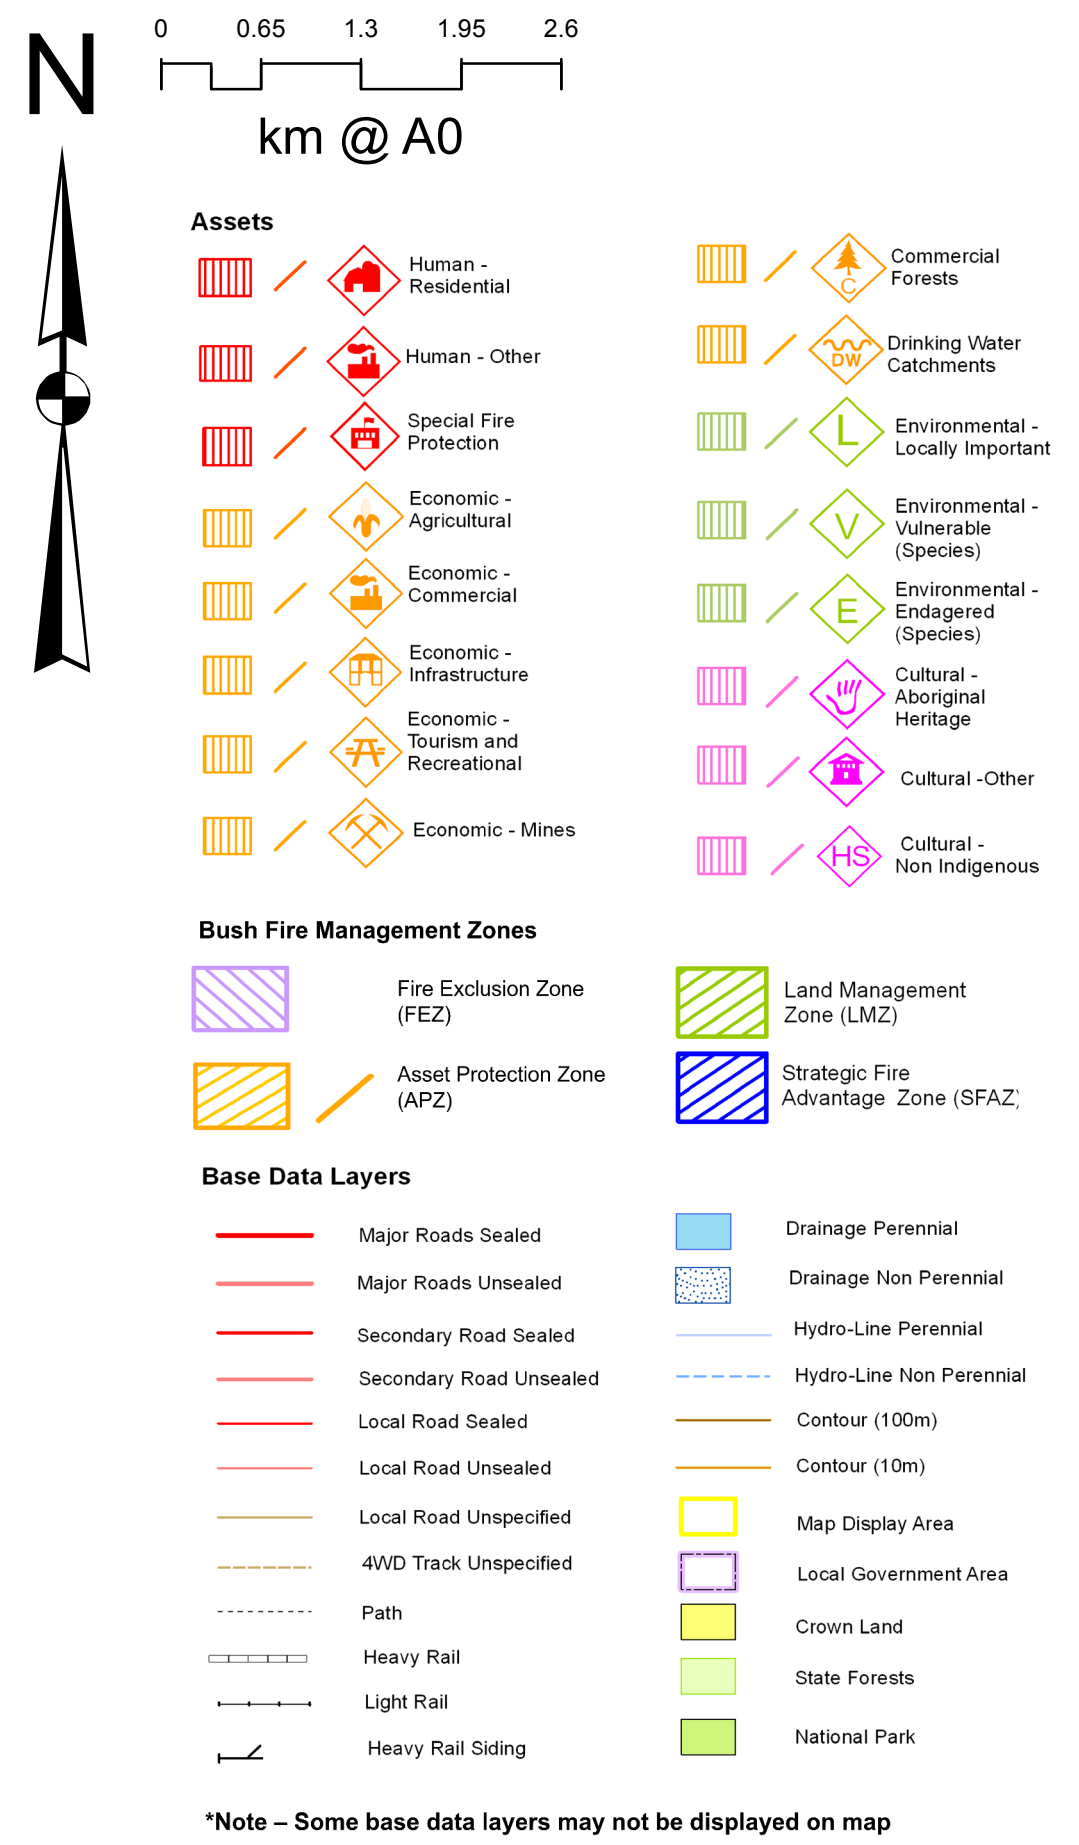 N
0 0.65 1.3 1.95 2.6
km @ A0
Assets
Human -
Residential
Human - Other
Special Fire
Protection
Economic -
Agricultural
Economic -
Commercial
Economic -
Infrastructure
Economic -
Tourism and
Recreational
Economic - Mines
C
Commercial
Forests
DW
Drinking Water
Catchments
L
Environmental -
Locally Important
V
Environmental -
Vulnerable
(Species)
E
Environmental -
Endagered
(Species)
Cultural -
Aboriginal
Heritage
Cultural -Other
HS
Cultural -
Non Indigenous
Bush Fire Management Zones
Fire Exclusion Zone
(FEZ)
Asset Protection Zone
(APZ)
Land Management
Zone (LMZ)
Strategic Fire
Advantage Zone (SFAZ)
Base Data Layers
Major Roads Sealed
Major Roads Unsealed
Secondary Road Sealed
Secondary Road Unsealed
Local Road Sealed
Local Road Unsealed
Local Road Unspecified
4WD Track Unspecified
Path
Heavy Rail
Light Rail
Heavy Rail Siding
Drainage Perennial
Drainage Non Perennial
Hydro-Line Perennial
Hydro-Line Non Perennial
Contour (100m)
Contour (10m)
Map Display Area
Local Government Area
Crown Land
State Forests
National Park
*Note – Some base data layers may not be displayed on map